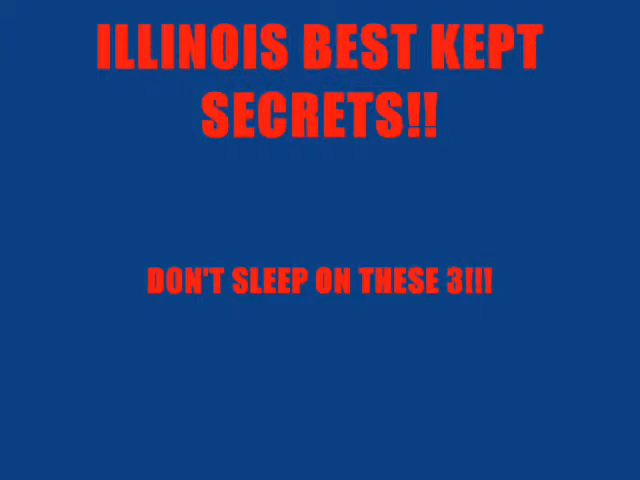 ILLINOIS BEST KEPT
SECRETS!!
DON'T SLEEP ON THESE 3!!!